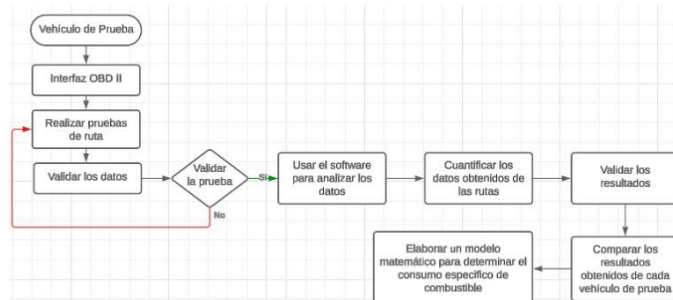 Vehículo de Prueba
Interfaz OBD II
Realizar pruebas
de ruta
Validar los datos
Validar
la prueba
Si
No
Usar el software
para analizar los
datos
Cuantificar los
datos obtenidos de
las rutas
Validar los
resultados
Comparar los
resultados
obtenidos de cada
vehículo de prueba
Elaborar un modelo
matemático para determinar el
consumo específico de
combustible